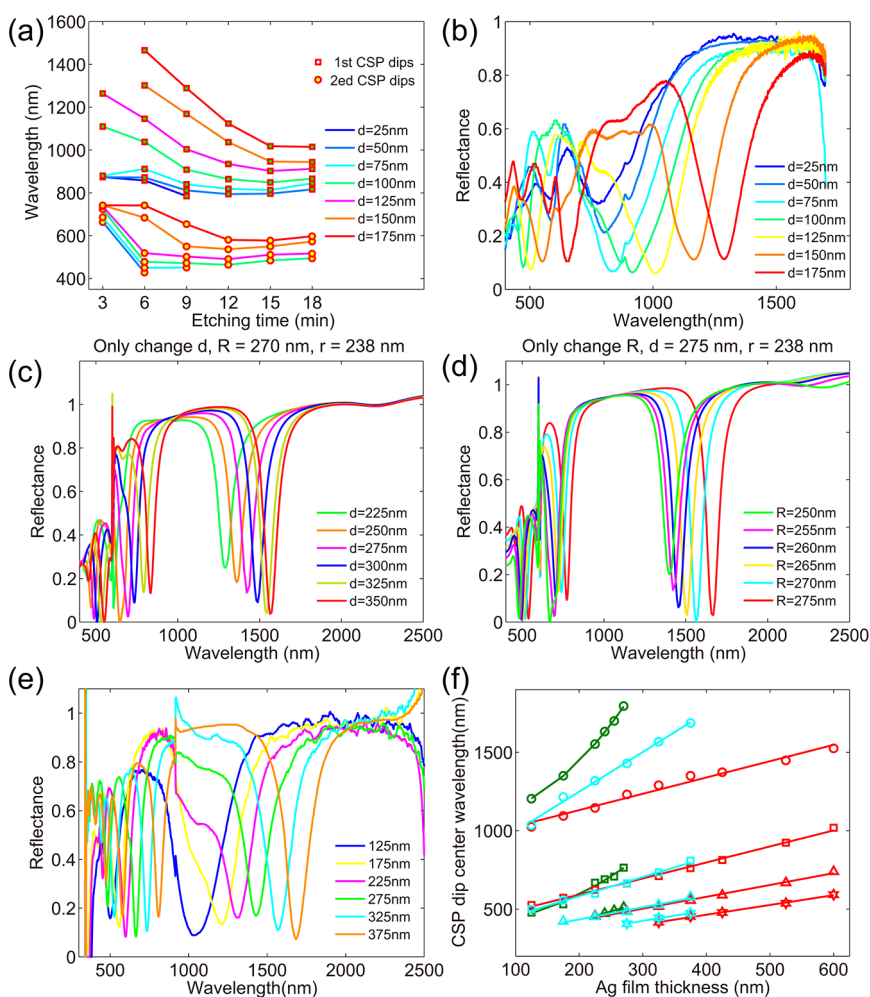 (a)
1600
1400
1200
1000
800
600
400
Wavelength (nm)
1st CSP dips
2ed CSP dips
d=25nm
d=50nm
d=75nm
d=100nm
d=125nm
d=150nm
d=175nm
3 6 9 12 15 18
Etching time (min)
(b)
1
0.8
0.6
0.4
0.2
0
Reflectance
d=25nm
d=50nm
d=75nm
d=100nm
d=125nm
d=150nm
d=175nm
500 1000 1500
Wavelength(nm)
Only change d, R = 270 nm, r = 238 nm
(c)
1
0.8
0.6
0.4
0.2
0
Reflectance
d=225nm
d=250nm
d=275nm
d=300nm
d=325nm
d=350nm
500 1000 1500 2000 2500
Wavelength (nm)
Only change R, d = 275 nm, r = 238 nm
(d)
1
0.8
0.6
0.4
0.2
0
Reflectance
R=250nm
R=255nm
R=260nm
R=265nm
R=270nm
R=275nm
500 1000 1500 2000 2500
Wavelength (nm)
(e)
1
0.8
0.6
0.4
0.2
0
Reflectance
125nm
175nm
225nm
275nm
325nm
375nm
500 1000 1500 2000 2500
Wavelength(nm)
(f)
1500
1000
500
CSP dip center wavelength(nm)
100 200 300 400 500 600
Ag film thickness (nm)